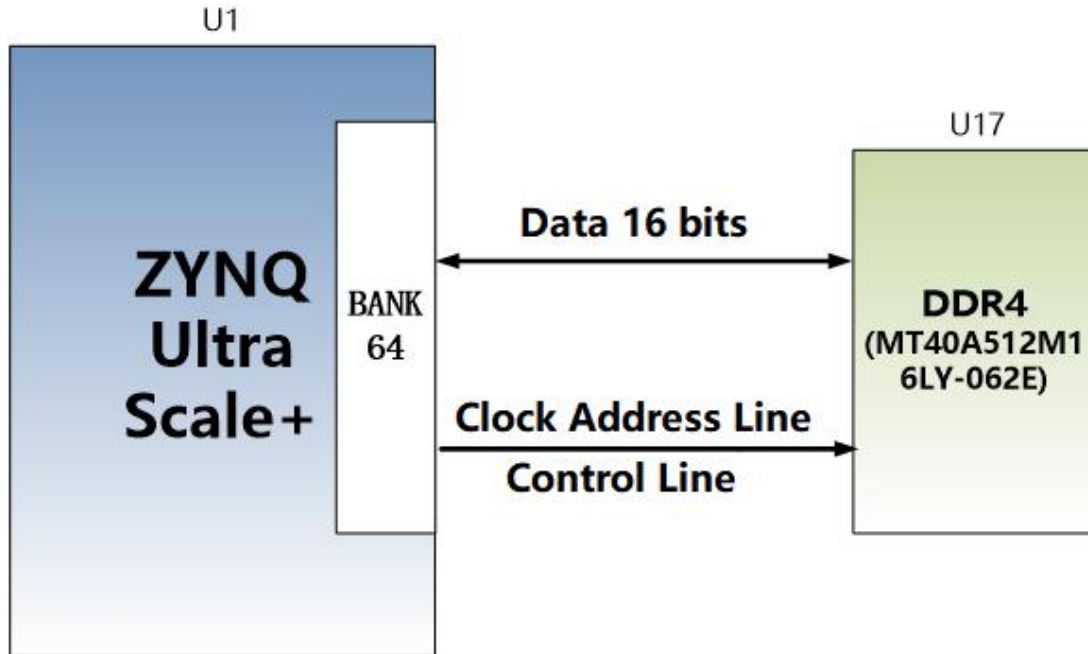 U1
U17
ZYNQ
Ultra
Scale+
BANK
64
Data 16 bits
Clock Address Line
Control Line
DDR4
(MT40A512M1
6LY-062E)